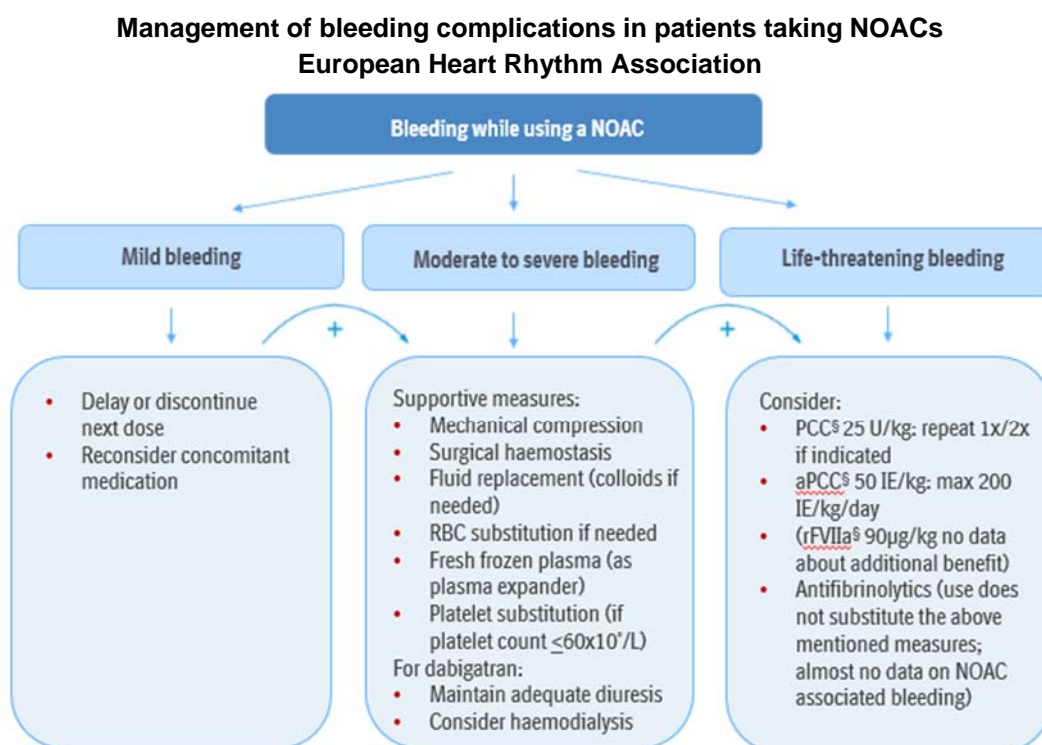 Management of bleeding complications in patients taking NOACs
European Heart Rhythm Association
Bleeding while using a NOAC
Mild bleeding
Moderate to severe bleeding
Life-threatening bleeding
+
+
• Delay or discontinue
next dose
• Reconsider concomitant
medication
Supportive measures:
• Mechanical compression
• Surgical haemostasis
• Fluid replacement (colloids if
needed)
• RBC substitution if needed
• Fresh frozen plasma (as
plasma expander)
• Platelet substitution (if
platelet count ≤60x10⁹/L)
For dabigatran:
• Maintain adequate diuresis
• Consider haemodialysis
Consider:
• PCC§ 25 U/kg: repeat 1x/2x
if indicated
• aPCC§ 50 IE/kg: max 200
IE/kg/day
• (rFVIIa§ 90µg/kg no data
about additional benefit)
• Antifibrinolytics (use does
not substitute the above
mentioned measures;
almost no data on NOAC
associated bleeding)